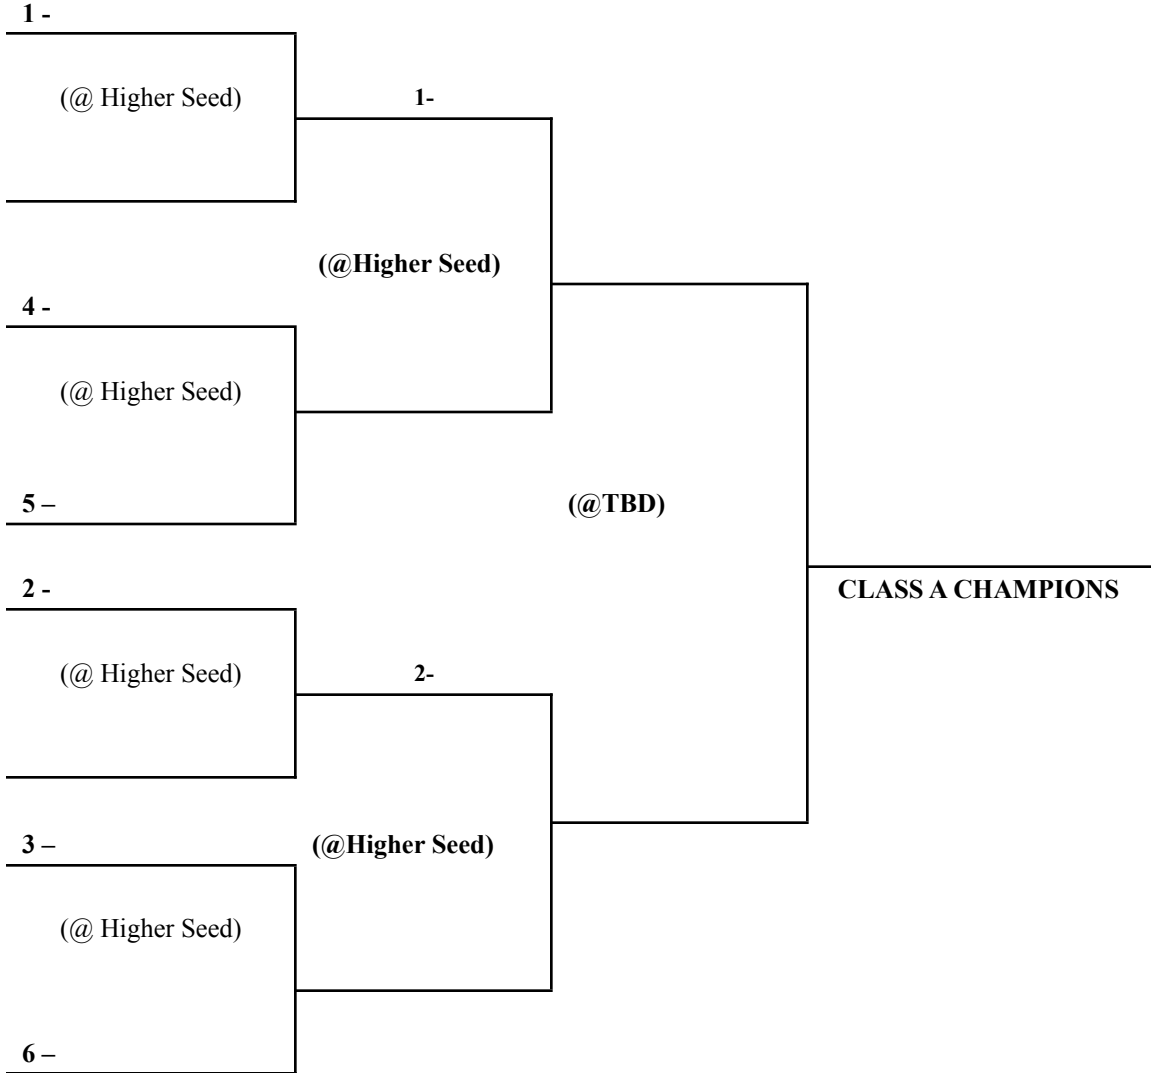 1 -
(@ Higher Seed)
1-
(@Higher Seed)
4 -
(@ Higher Seed)
5 –
(@TBD)
CLASS A CHAMPIONS
2 -
(@ Higher Seed)
2-
3 –
(@Higher Seed)
(@ Higher Seed)
6 –